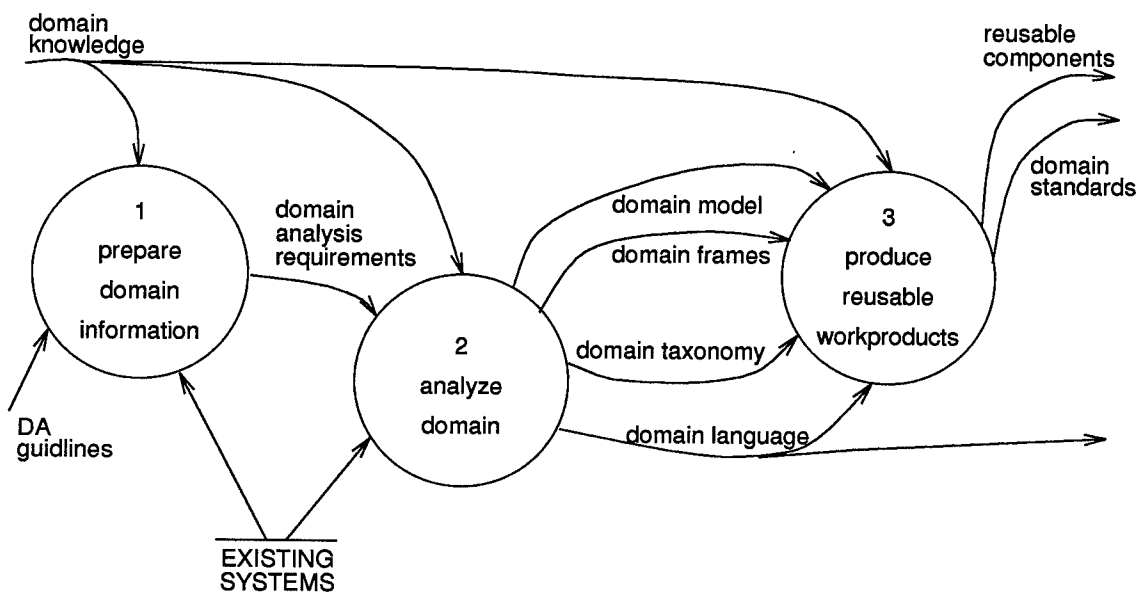 domain
knowledge
reusable
components
domain
standards
1
prepare
domain
information
domain
analysis
requirements
domain model
domain frames
3
produce
reusable
workproducts
2
analyze
domain
domain taxonomy
domain language
DA
guidlines
EXISTING
SYSTEMS